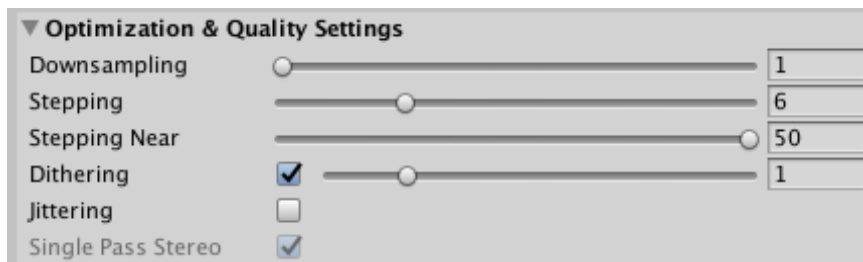 Optimization & Quality Settings
Downsampling 1
Stepping 6
Stepping Near 50
Dithering 1
Jittering
Single Pass Stereo